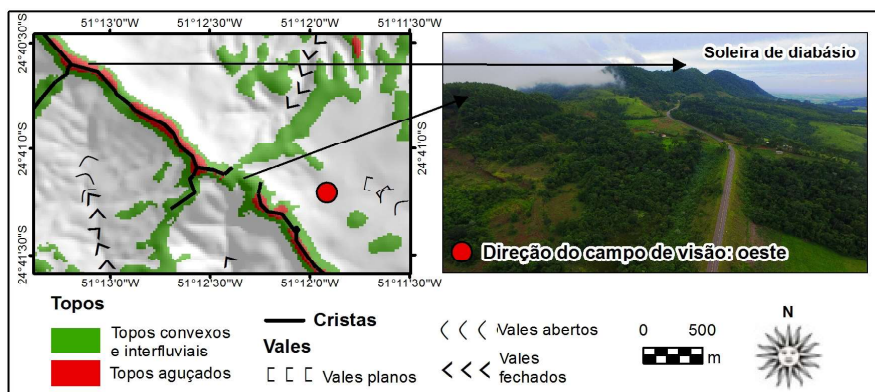 51°13'0"W 51°12'30"W 51°12'0"W 51°11'30"W
24°40'30"S
24°41'0"S
24°41'30"S
24°40'30"S
24°41'0"S
24°41'30"S
51°13'0"W 51°12'30"W 51°12'0"W 51°11'30"W
Soleira de diabásio
Direção do campo de visão: oeste
Topos
Topos convexos
e interfluviais
Topos aguçados
Cristas
Vales
Vales planos
Vales abertos
Vales
fechados
0 500
m
N